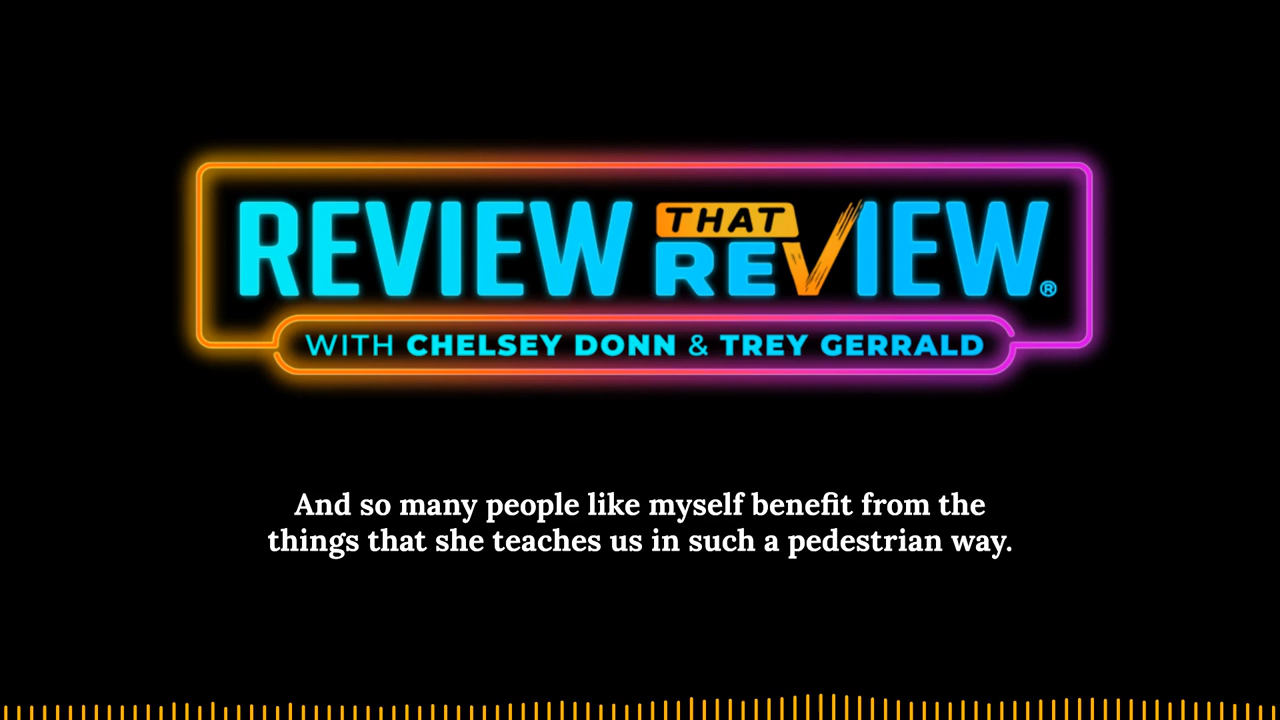 REVIEW THAT REVIEW®
WITH CHELSEY DONN & TREY GERRALD
And so many people like myself benefit from the
things that she teaches us in such a pedestrian way.